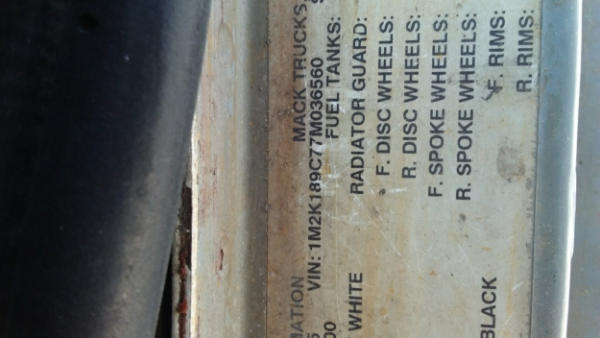 MACK TRUCKS,
VIN: 1M2K189C77M036560
FUEL TANKS:
WHITE RADIATOR GUARD:
F. DISC WHEELS:
R. DISC WHEELS:
F. SPOKE WHEELS:
R. SPOKE WHEELS:
BLACK F. RIMS:
R. RIMS: